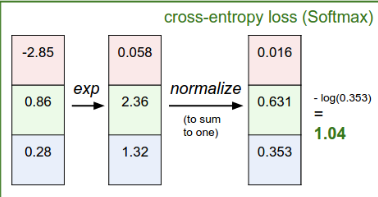 cross-entropy loss (Softmax)
-2.85
0.86
0.28
exp
0.058
2.36
1.32
normalize
(to sum
to one)
0.016
0.631
0.353
- log(0.353)
=
1.04